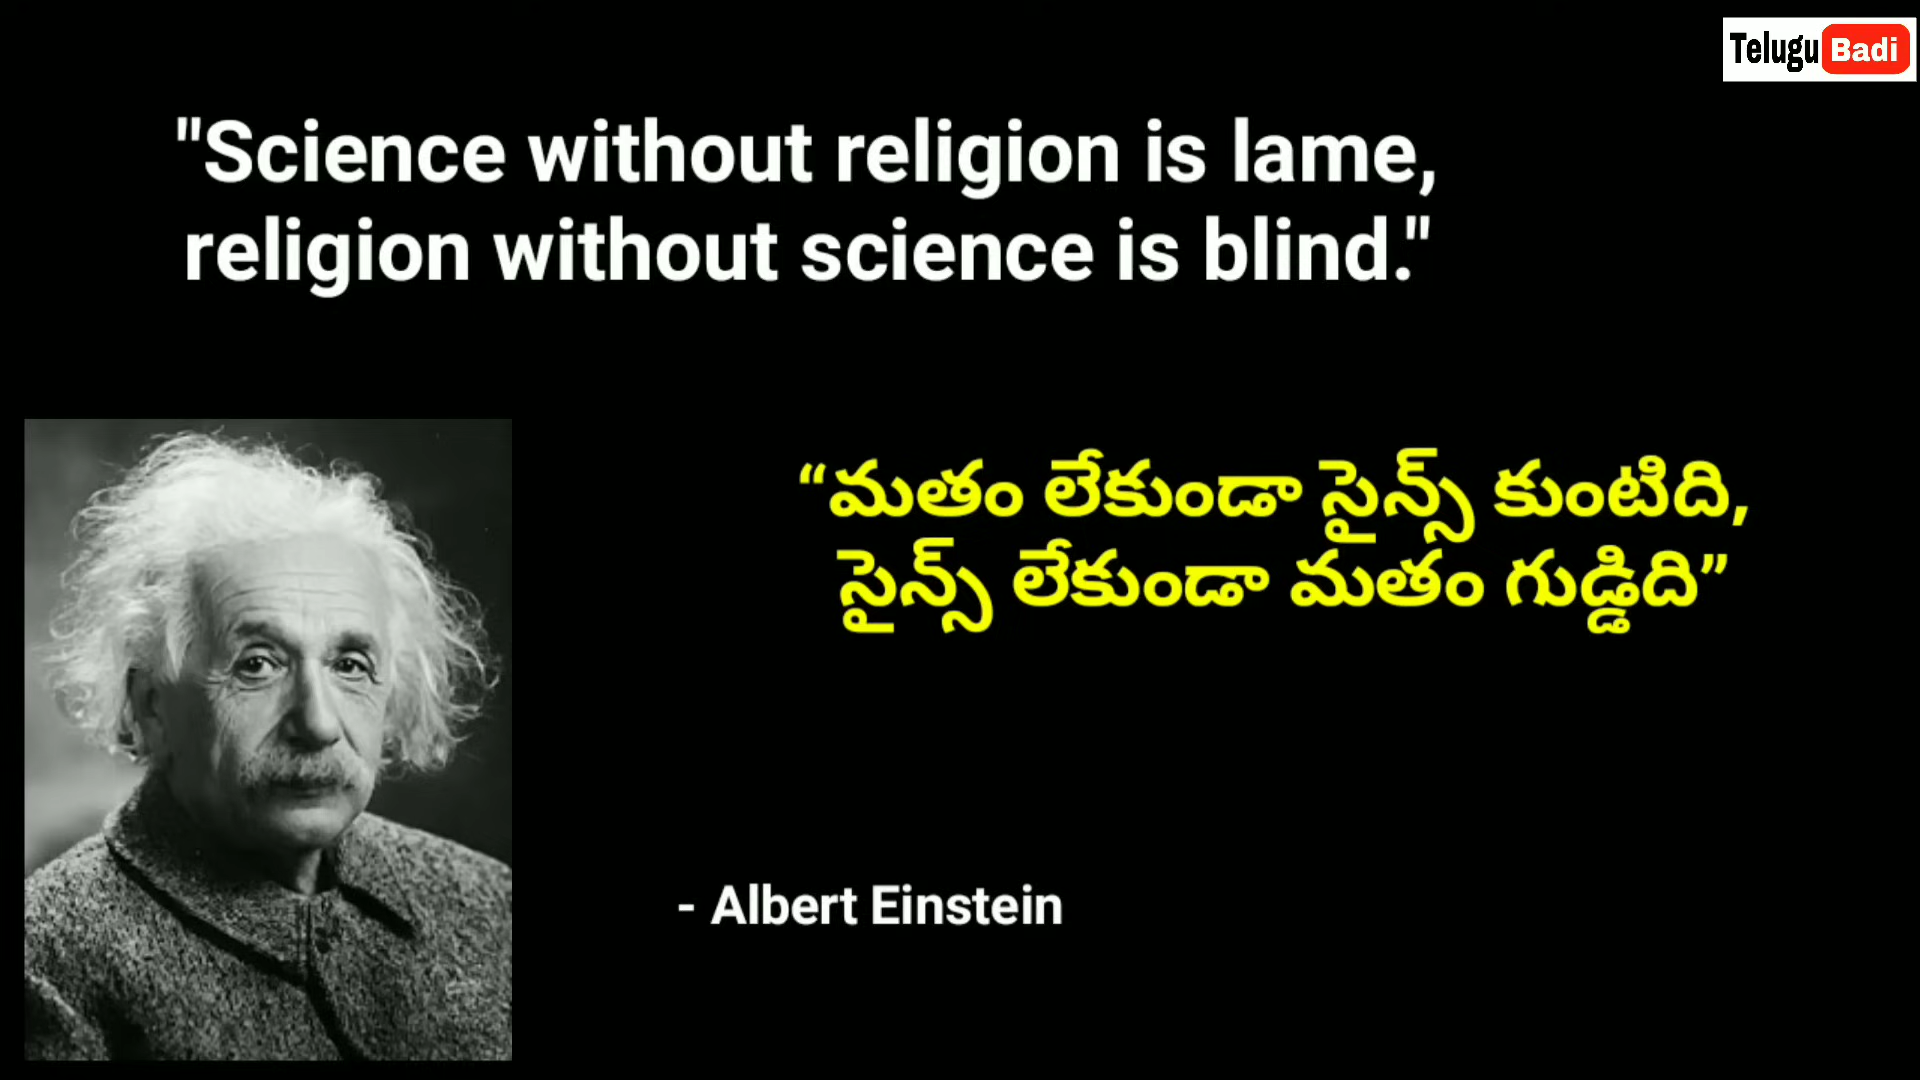 Telugu Badi
"Science without religion is lame,
religion without science is blind."
“మతం లేకుండా సైన్స్ కుంటిది,
సైన్స్ లేకుండా మతం గుడ్డిది”
- Albert Einstein